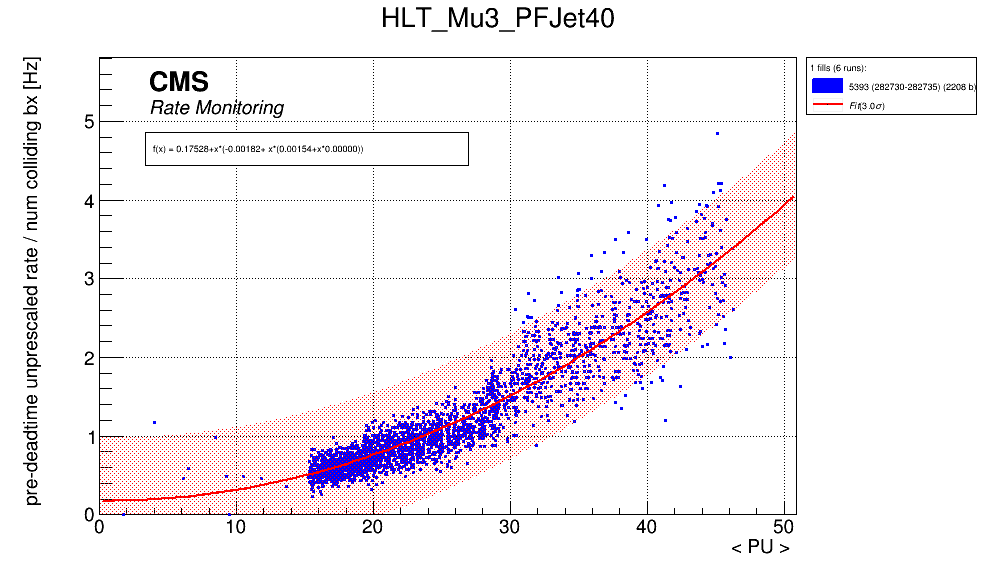 HLT_Mu3_PFJet40
pre-deadtime unprescaled rate / num colliding bx [Hz]
CMS
Rate Monitoring
f(x) = 0.17528+x*(-0.00182+ x*(0.00154+x*0.00000))
5
4
3
2
1
0
0 10 20 30 40 50
< PU >
1 fills (6 runs):
5393 (282730-282735) (2208 b)
Fit(3.0σ)